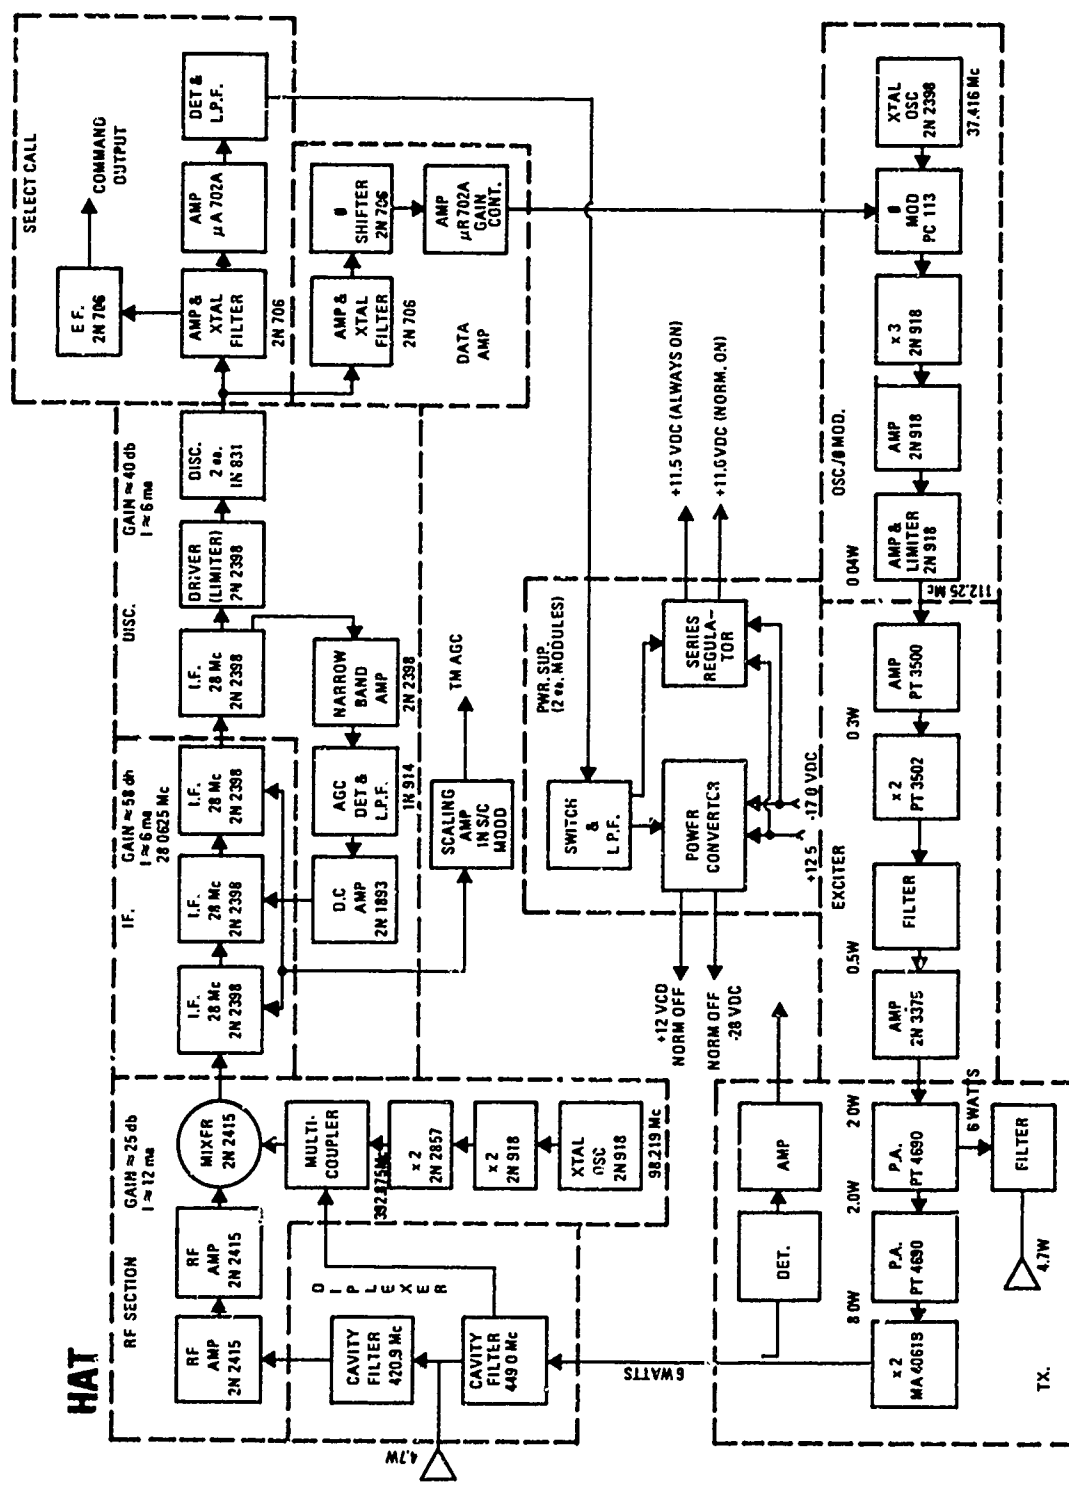 HAT
RF SECTION
GAIN ≈ 25 db
I ≈ 12 ma
RF
AMP
2N 2415
RF
AMP
2N 2415
MIXER
2N 2415
CAVITY
FILTER
420.9 Mc
CAVITY
FILTER
449.0 Mc
DIPLEXER
MULTI-
COUPLER
392.875Mc
x 2
2N 2857
x 2
2N 918
XTAL
OSC
2N 918
98.219 Mc
4.7W
6 WATTS
I.F.
GAIN ≈ 58 db
I ≈ 6 ma
28 0625 Mc
I.F.
28 Mc
2N 2398
I.F.
28 Mc
2N 2398
I.F.
28 Mc
2N 2398
DISC.
GAIN ≈ 40 db
I ≈ 6 ma
I.F.
28 Mc
2N 2398
DRIVER
(LIMITER)
2N 2398
DISC.
2 ea.
IN 831
D.C
AMP
2N 1893
AGC
DET &
L.P.F.
1N 914
NARROW
BAND
AMP
2N 2398
SCALING
AMP
IN S/C
MOD
TM AGC
SELECT CALL
E F.
2N 706
COMMAND
OUTPUT
AMP &
XTAL
FILTER
2N 706
AMP
μA 702A
DET &
L.P.F.
AMP &
XTAL
FILTER
2N 706
Ø
SHIFTER
2N 706
AMP
μR 702A
GAIN
CONT.
DATA
AMP
PWR. SUP.
(2 ea. MODULES)
SWITCH
&
L.P.F.
POWER
CONVERTER
SERIES
REGULA-
TOR
+11.5 VDC (ALWAYS ON)
+11.6 VDC (NORM. ON)
+12 VCD
NORM OFF
NORM OFF
-28 VDC
+12 5
-17 0 VDC
OSC./Ø MOD.
0 04W
AMP &
LIMITER
2N 918
AMP
2N 918
x 3
2N 918
Ø
MOD
PC 113
XTAL
OSC
2N 2398
37.416 Mc
112.25 Mc
EXCITER
0.5W
0 3W
AMP
2N 3375
FILTER
x 2
PT 3502
AMP
PT 3500
TX.
DET.
AMP
8 0W
2.0W
2 0W
x 2
MA 4061B
P.A.
PT 4690
P.A.
PT 4690
6 WATTS
FILTER
4.7W